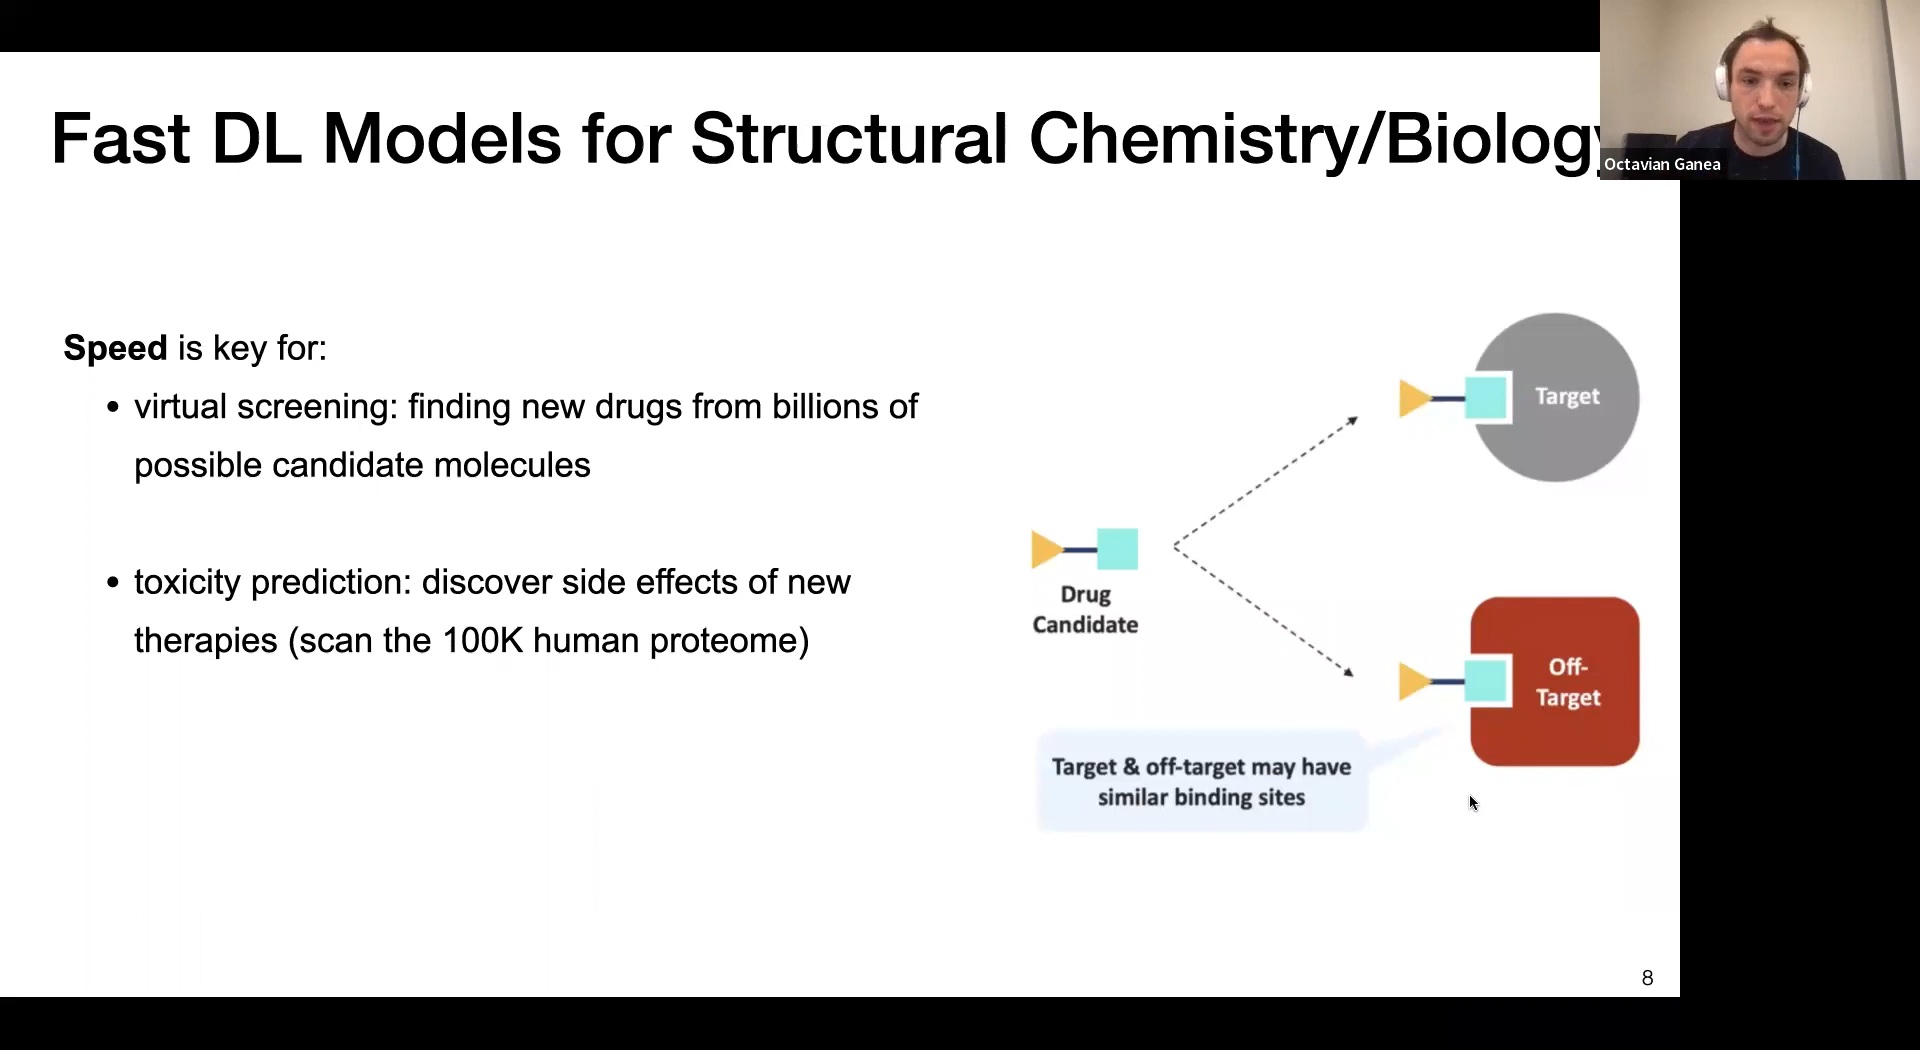 Fast DL Models for Structural Chemistry/Biology
Octavian Ganea
Speed is key for:
• virtual screening: finding new drugs from billions of
possible candidate molecules
• toxicity prediction: discover side effects of new
therapies (scan the 100K human proteome)
Target
Drug
Candidate
Off-
Target
Target & off-target may have
similar binding sites
8